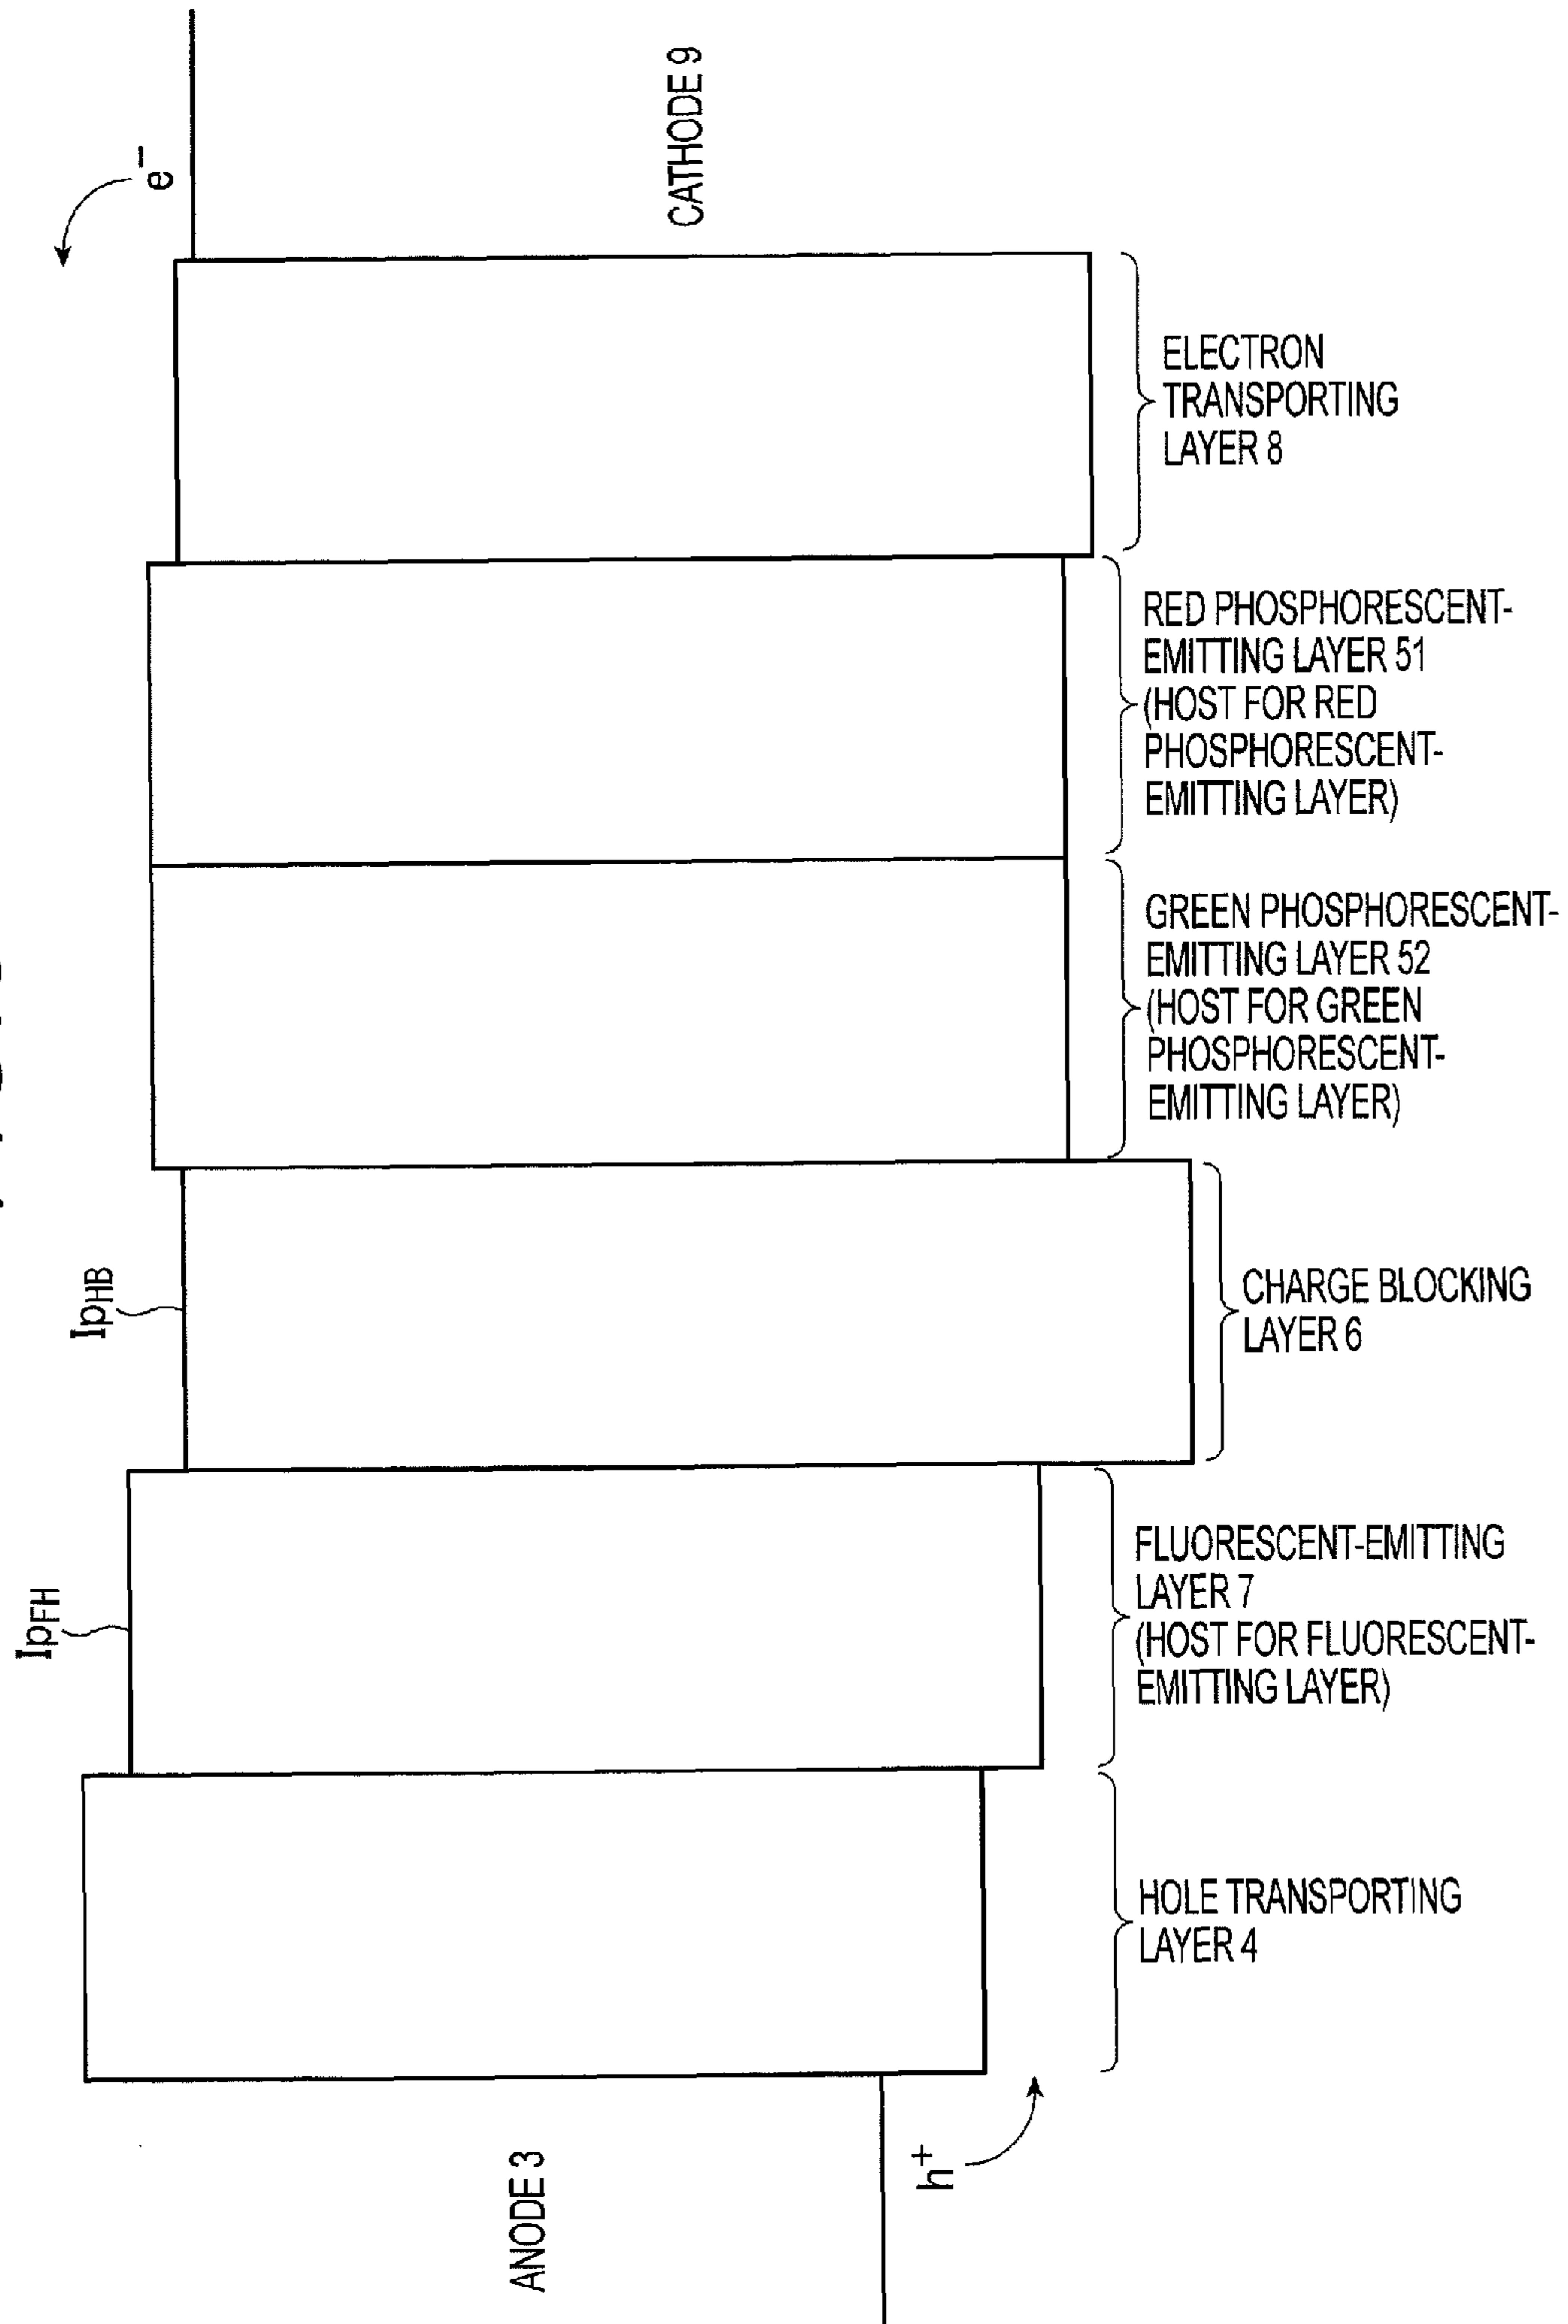 e⁻
CATHODE 9
ELECTRON
TRANSPORTING
LAYER 8
RED PHOSPHORESCENT-
EMITTING LAYER 51
(HOST FOR RED
PHOSPHORESCENT-
EMITTING LAYER)
GREEN PHOSPHORESCENT-
EMITTING LAYER 52
(HOST FOR GREEN
PHOSPHORESCENT-
EMITTING LAYER)
IpHB
CHARGE BLOCKING
LAYER 6
IpFH
FLUORESCENT-EMITTING
LAYER 7
(HOST FOR FLUORESCENT-
EMITTING LAYER)
HOLE TRANSPORTING
LAYER 4
h⁺
ANODE 3